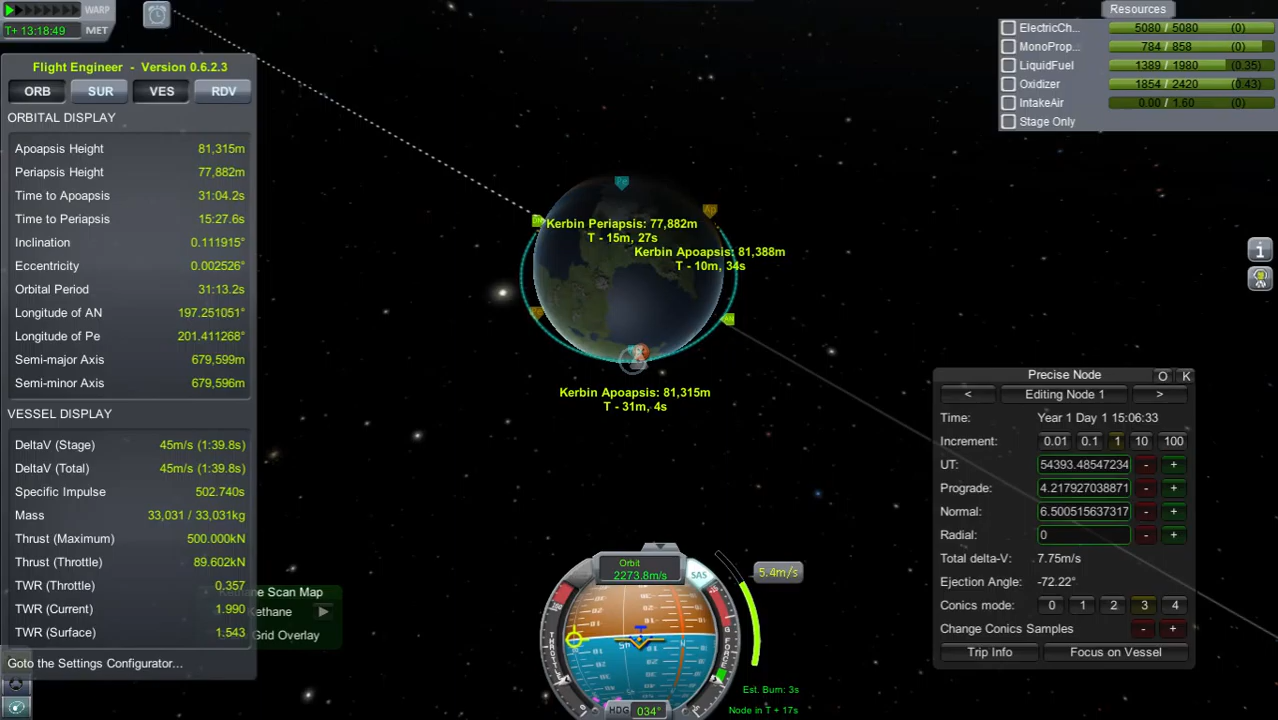 WARP
T+ 13:18:49 MET
Flight Engineer - Version 0.6.2.3
ORB SUR VES RDV
ORBITAL DISPLAY
Apoapsis Height 81,315m
Periapsis Height 77,882m
Time to Apoapsis 31:04.2s
Time to Periapsis 15:27.6s
Inclination 0.111915°
Eccentricity 0.002526°
Orbital Period 31:13.2s
Longitude of AN 197.251051°
Longitude of Pe 201.411268°
Semi-major Axis 679,599m
Semi-minor Axis 679,596m
VESSEL DISPLAY
DeltaV (Stage) 45m/s (1:39.8s)
DeltaV (Total) 45m/s (1:39.8s)
Specific Impulse 502.740s
Mass 33,031 / 33,031kg
Thrust (Maximum) 500.000kN
Thrust (Throttle) 89.602kN
TWR (Throttle) 0.357
TWR (Current) 1.990
TWR (Surface) 1.543
Goto the Settings Configurator...
Scan Map
Grid Overlay
Pe
Ap
Kerbin Periapsis: 77,882m
T - 15m, 27s
Kerbin Apoapsis: 81,388m
T - 10m, 34s
AN
Kerbin Apoapsis: 81,315m
T - 31m, 4s
Resources
ElectricCh... 5080 / 5080 (0)
MonoProp... 784 / 858 (0)
LiquidFuel 1389 / 1980 (0.35)
Oxidizer 1854 / 2420 (0.43)
IntakeAir 0.00 / 1.60 (0)
Stage Only
Precise Node O K
< Editing Node 1 >
Time: Year 1 Day 1 15:06:33
Increment: 0.01 0.1 1 10 100
UT: 54393.48547234 - +
Prograde: 4.217927038871 - +
Normal: 6.500515637317 - +
Radial: 0 - +
Total delta-V: 7.75m/s
Ejection Angle: -72.22°
Conics mode: 0 1 2 3 4
Change Conics Samples - +
Trip Info Focus on Vessel
Orbit
2273.8m/s
SAS
5.4m/s
THROTTLE
G FORCE
HDG 034°
Est. Burn: 3s
Node in T + 17s